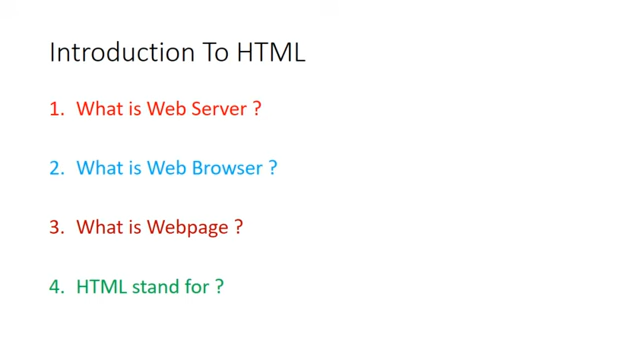 Introduction To HTML
1. What is Web Server ?
2. What is Web Browser ?
3. What is Webpage ?
4. HTML stand for ?